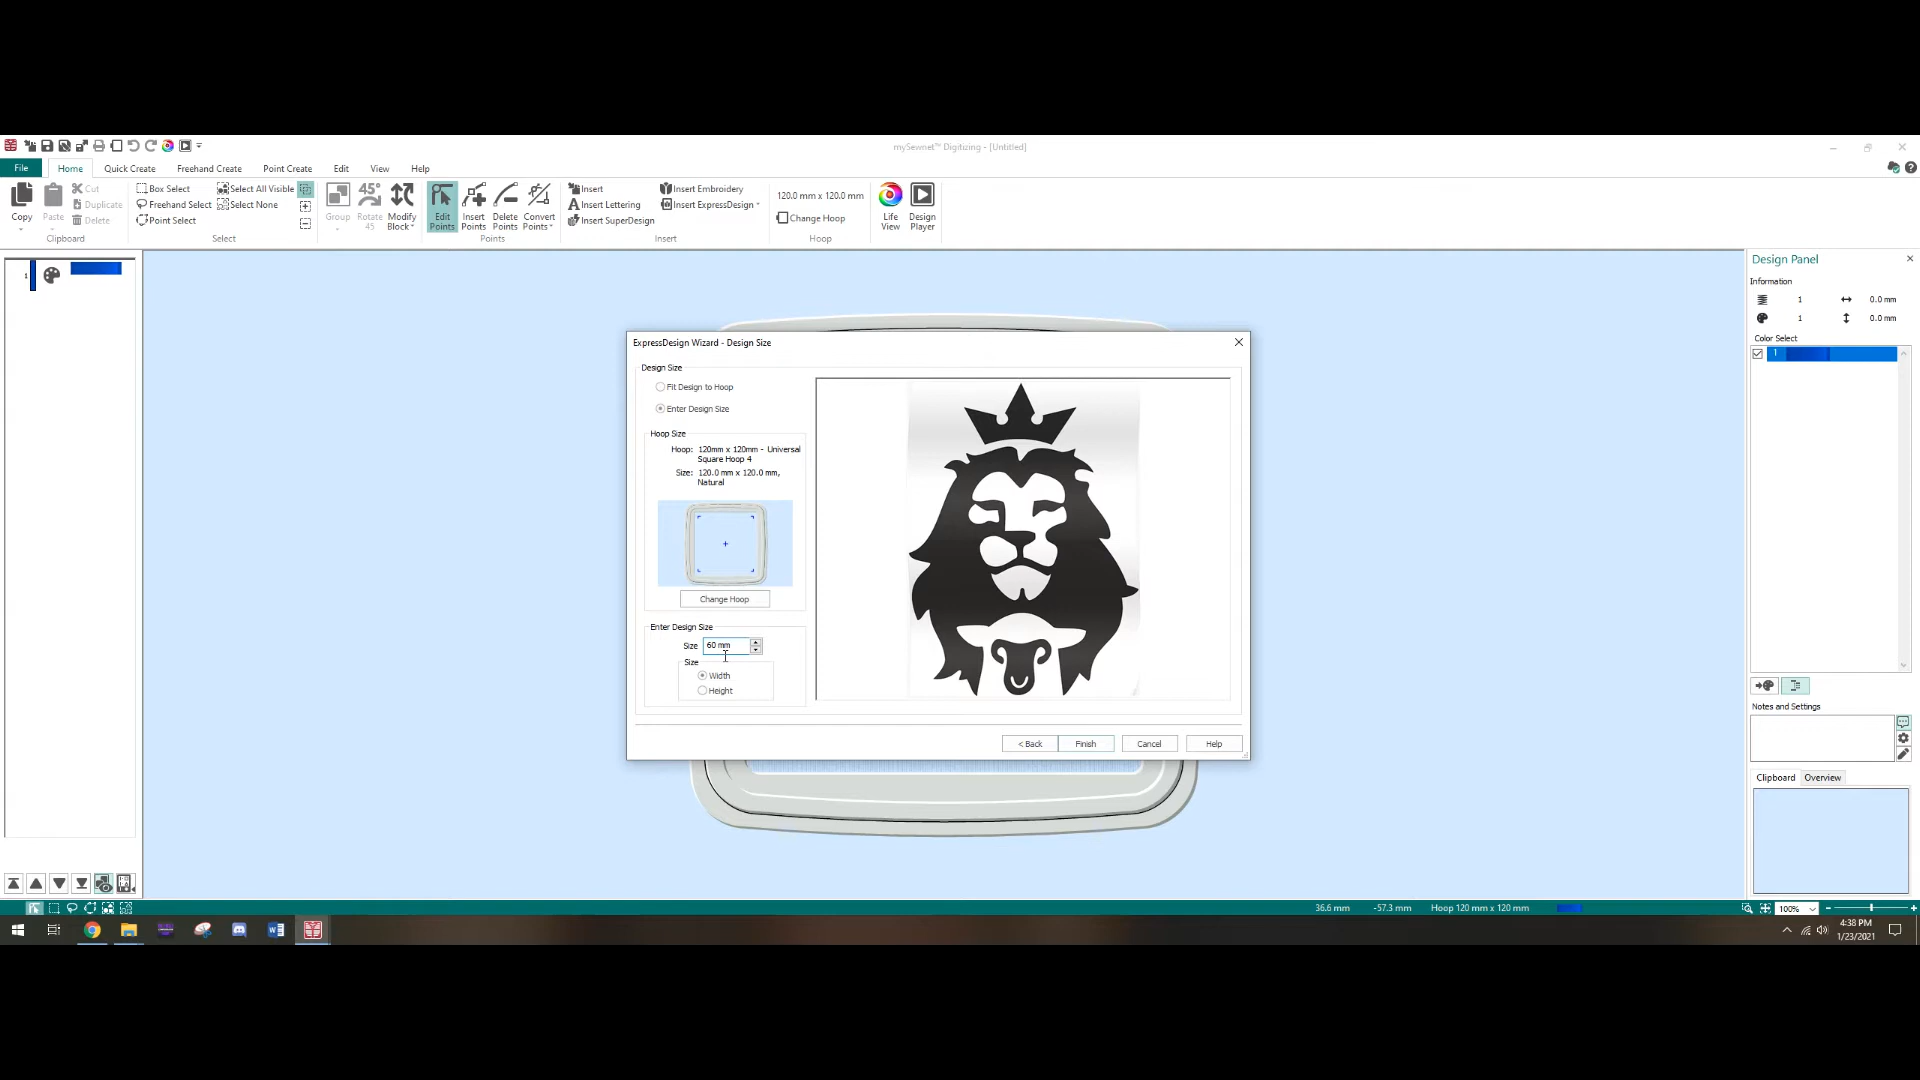 mySewnet™ Digitizing - [Untitled]
File Home Quick Create Freehand Create Point Create Edit View Help
Copy
Paste
Cut
Duplicate
Delete
Clipboard
Box Select
Freehand Select
Point Select
Select All Visible
Select None
Select
Group
Rotate 45
Modify Block
Edit Points
Insert Points
Delete Points
Convert Points
Points
Insert
Insert Lettering
Insert SuperDesign
Insert Embroidery
Insert ExpressDesign
Insert
120.0 mm x 120.0 mm
Change Hoop
Hoop
Life View
Design Player
1
ExpressDesign Wizard - Design Size
Design Size
Fit Design to Hoop
Enter Design Size
Hoop Size
Hoop: 120mm x 120mm - Universal
Square Hoop 4
Size: 120.0 mm x 120.0 mm,
Natural
Change Hoop
Enter Design Size
Size 60 mm
Size
Width
Height
< Back Finish Cancel Help
Design Panel
Information
1 0.0 mm
1 0.0 mm
Color Select
1
Notes and Settings
Clipboard Overview
36.6 mm -57.3 mm Hoop 120 mm x 120 mm
100%
4:38 PM
1/23/2021